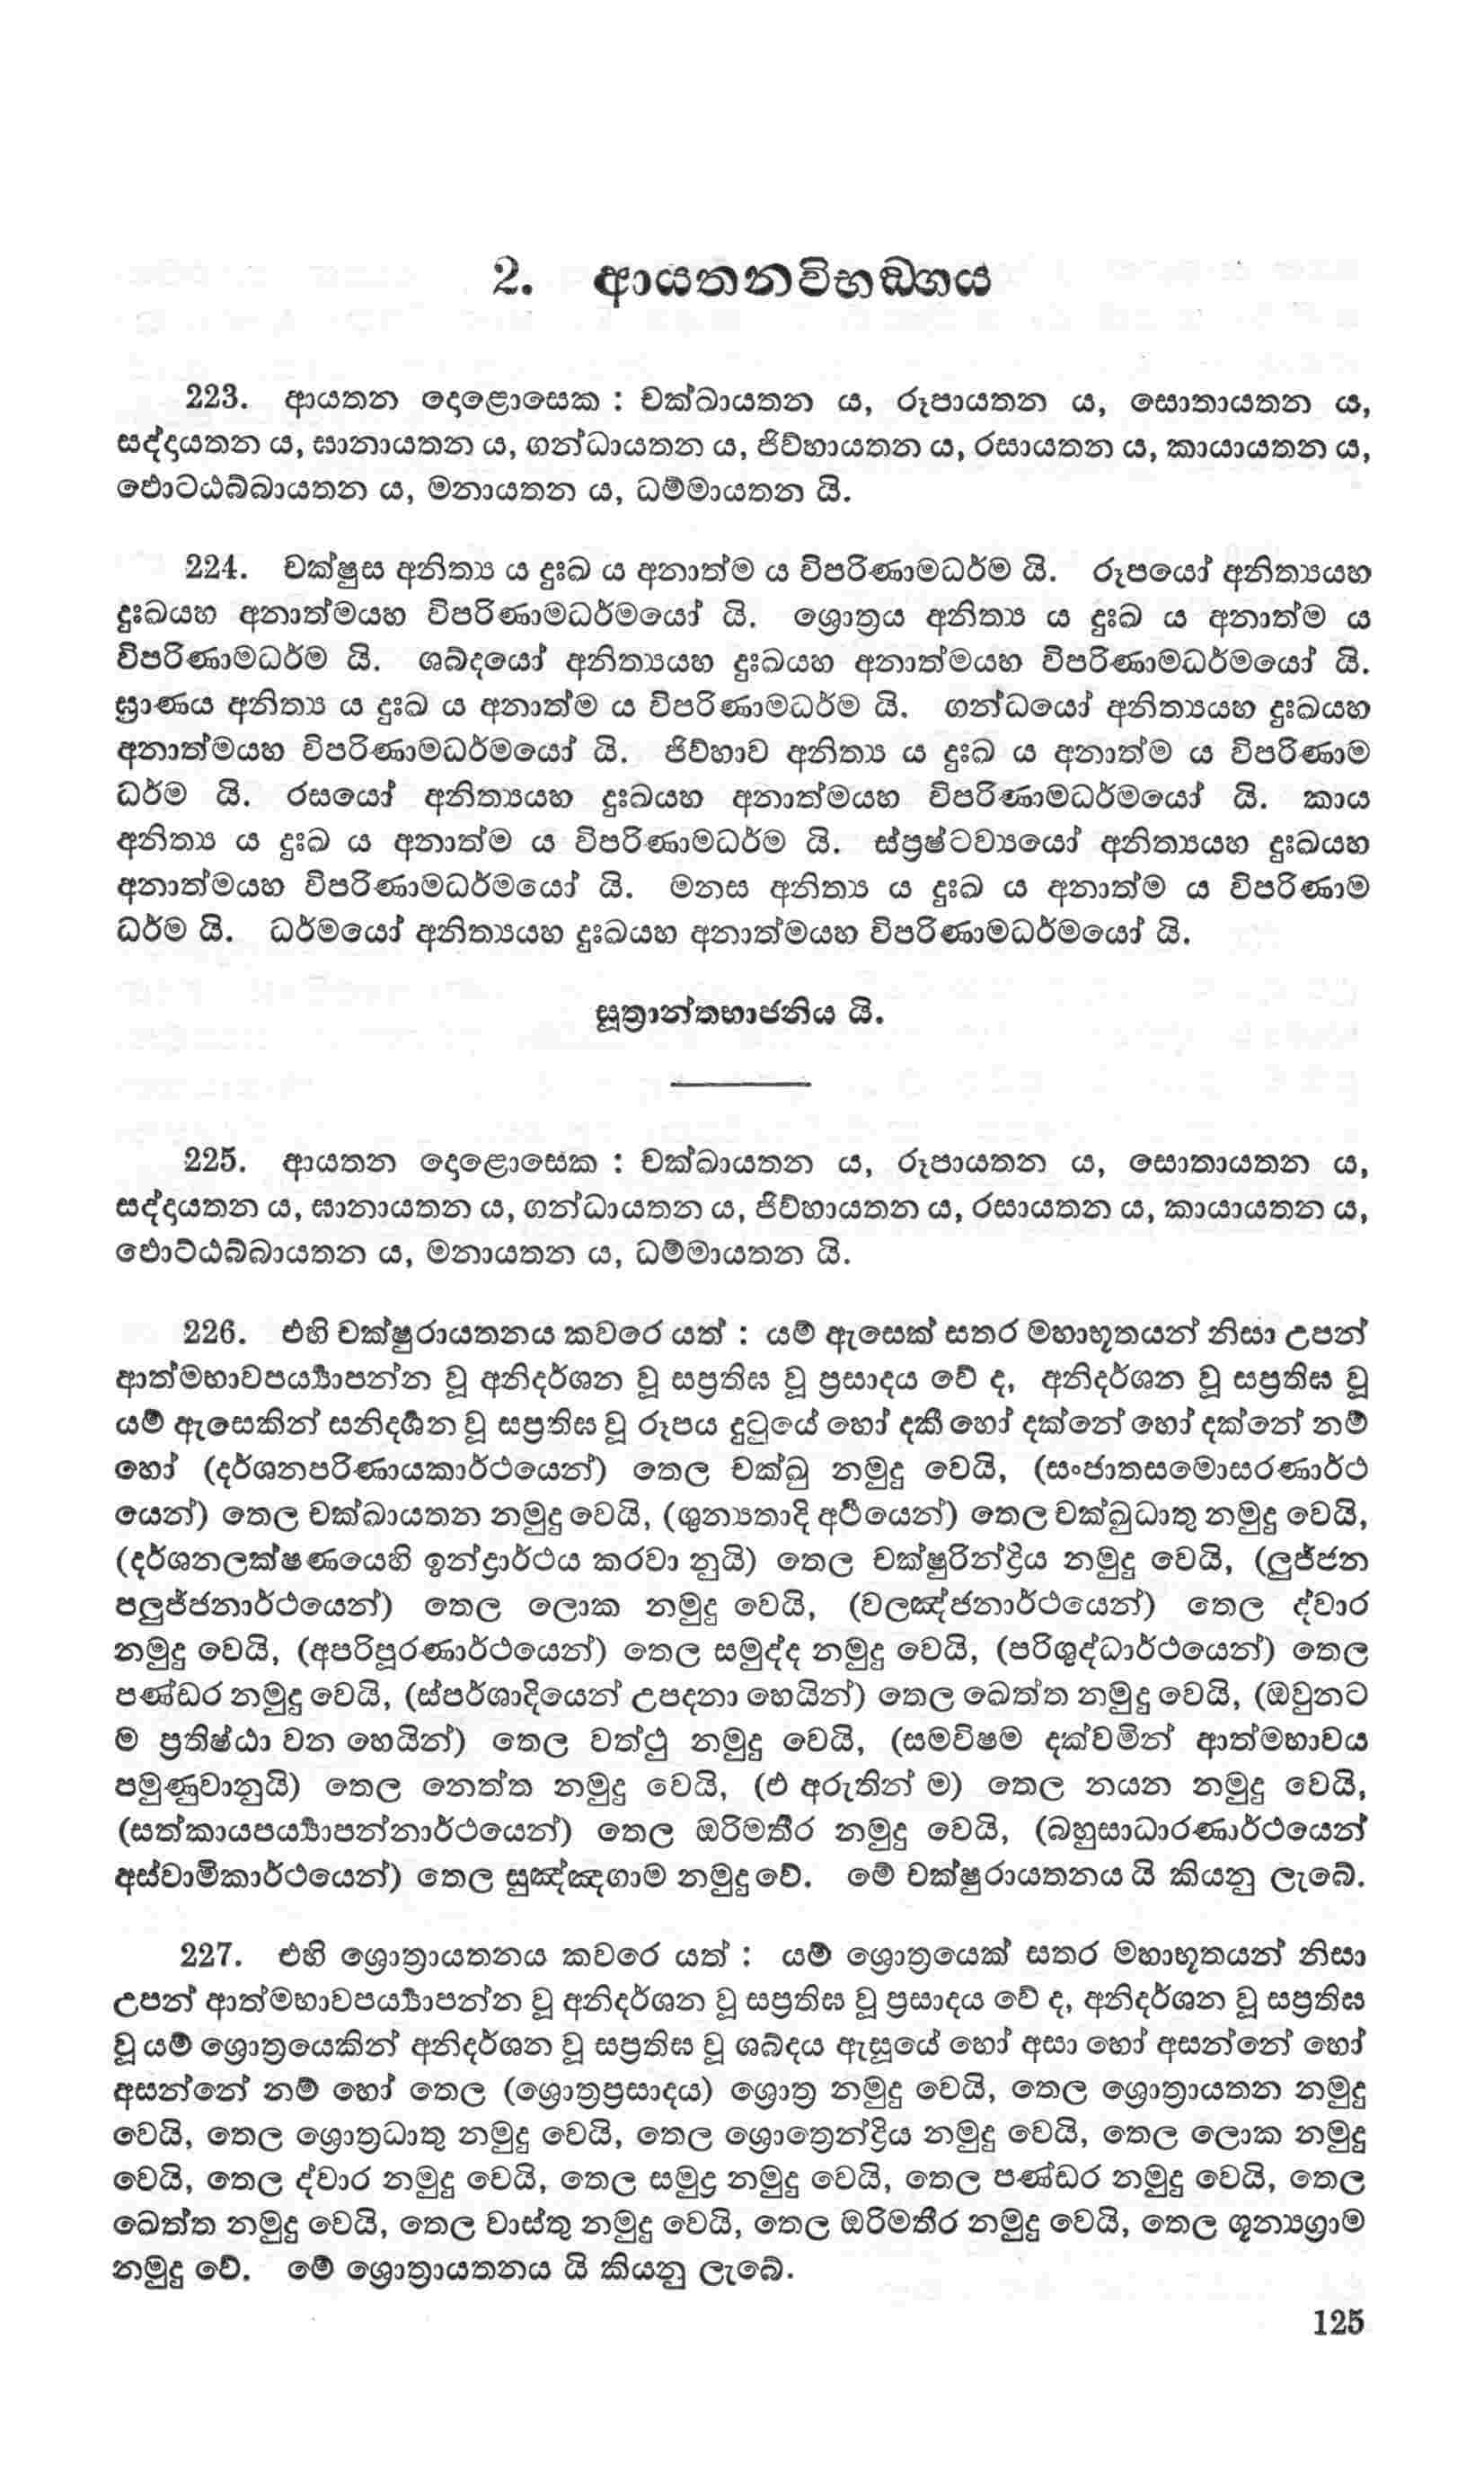 2. ආයතනවිභඞ්ගය
223. ආයතන දෙළොසෙක : චක්ඛායතන ය, රූපායතන ය, සොතායතන ය,
සද්දායතන ය, ඝානායතන ය, ගන්ධායතන ය, ජිව්හායතන ය, රසායතන ය, කායායතන ය,
ඵොටඨබ්බායතන ය, මනායතන ය, ධම්මායතන යි.
224. චක්ෂුස අනිත්‍ය ය දුඃඛ ය අනාත්ම ය විපරිණාමධර්ම යි. රූපයෝ අනිත්‍යයහ
දුඃඛයහ අනාත්මයහ විපරිණාමධර්මයෝ යි. ශ්‍රොත්‍රය අනිත්‍ය ය දුඃඛ ය අනාත්ම ය
විපරිණාමධර්ම යි. ශබ්දයෝ අනිත්‍යයහ දුඃඛයහ අනාත්මයහ විපරිණාමධර්මයෝ යි.
ඝ්‍රාණය අනිත්‍ය ය දුඃඛ ය අනාත්ම ය විපරිණාමධර්ම යි. ගන්ධයෝ අනිත්‍යයහ දුඃඛයහ
අනාත්මයහ විපරිණාමධර්මයෝ යි. ජිව්හාව අනිත්‍ය ය දුඃඛ ය අනාත්ම ය විපරිණාම
ධර්ම යි. රසයෝ අනිත්‍යයහ දුඃඛයහ අනාත්මයහ විපරිණාමධර්මයෝ යි. කාය
අනිත්‍ය ය දුඃඛ ය අනාත්ම ය විපරිණාමධර්ම යි. ස්ප්‍රෂ්ටව්‍යයෝ අනිත්‍යයහ දුඃඛයහ
අනාත්මයහ විපරිණාමධර්මයෝ යි. මනස අනිත්‍ය ය දුඃඛ ය අනාත්ම ය විපරිණාම
ධර්ම යි. ධර්මයෝ අනිත්‍යයහ දුඃඛයහ අනාත්මයහ විපරිණාමධර්මයෝ යි.
සූත්‍රාන්තභාජනිය යි.
225. ආයතන දෙළොසෙක : චක්ඛායතන ය, රූපායතන ය, සොතායතන ය,
සද්දායතන ය, ඝානායතන ය, ගන්ධායතන ය, ජිව්හායතන ය, රසායතන ය, කායායතන ය,
ඵොට්ඨබ්බායතන ය, මනායතන ය, ධම්මායතන යි.
226. එහි චක්ෂුරායතනය කවරෙ යත් : යම් ඇසෙක් සතර මහාභූතයන් නිසා උපන්
ආත්මභාවපර්‍ය්‍යාපන්න වූ අනිදර්ශන වූ සප්‍රතිඝ වූ ප්‍රසාදය වේ ද, අනිදර්ශන වූ සප්‍රතිඝ වූ
යම් ඇසෙකින් සනිදර්‍ශන වූ සප්‍රතිඝ වූ රූපය දුටුයේ හෝ දකී හෝ දක්නේ හෝ දක්නේ නම්
හෝ (දර්ශනපරිණායකාර්ථයෙන්) තෙල චක්ඛු නමුදු වෙයි, (සංජාතසමොසරණාර්ථ
යෙන්) තෙල චක්ඛායතන නමුදු වෙයි, (ශුන්‍යතාදි අර්‍ථයෙන්) තෙල චක්ඛුධාතු නමුදු වෙයි,
(දර්ශනලක්ෂණයෙහි ඉන්ද්‍රාර්ථය කරවා නුයි) තෙල චක්ෂුරින්ද්‍රිය නමුදු වෙයි, (ලුජ්ජන
පලුජ්ජනාර්ථයෙන්) තෙල ලොක නමුදු වෙයි, (වලඤ්ජනාර්ථයෙන්) තෙල ද්වාර
නමුදු වෙයි, (අපරිපූරණාර්ථයෙන්) තෙල සමුද්ද නමුදු වෙයි, (පරිශුද්ධාර්ථයෙන්) තෙල
පණ්ඩර නමුදු වෙයි, (ස්පර්ශාදියෙන් උපදනා හෙයින්) තෙල ඛෙත්ත නමුදු වෙයි, (ඔවුනට
ම ප්‍රතිෂ්ඨා වන හෙයින්) තෙල වත්ථු නමුදු වෙයි, (සමවිෂම දක්වමින් ආත්මභාවය
පමුණුවානුයි) තෙල නෙත්ත නමුදු වෙයි, (එ අරුතින් ම) තෙල නයන නමුදු වෙයි,
(සත්කායපර්‍ය්‍යාපන්නාර්ථයෙන්) තෙල ඔරිමතීර නමුදු වෙයි, (බහුසාධාරණාර්ථයෙන්
අස්වාමිකාර්ථයෙන්) තෙල සුඤ්ඤගාම නමුදු වේ. මේ චක්ෂුරායතනය යි කියනු ලැබේ.
227. එහි ශ්‍රොත්‍රායතනය කවරෙ යත් : යම් ශ්‍රොත්‍රයෙක් සතර මහාභූතයන් නිසා
උපන් ආත්මභාවපර්‍ය්‍යාපන්න වූ අනිදර්ශන වූ සප්‍රතිඝ වූ ප්‍රසාදය වේ ද, අනිදර්ශන වූ සප්‍රතිඝ
වූ යම් ශ්‍රොත්‍රයෙකින් අනිදර්ශන වූ සප්‍රතිඝ වූ ශබ්දය ඇසූයේ හෝ අසා හෝ අසන්නේ හෝ
අසන්නේ නම් හෝ තෙල (ශ්‍රොත්‍රප්‍රසාදය) ශ්‍රොත්‍ර නමුදු වෙයි, තෙල ශ්‍රොත්‍රායතන නමුදු
වෙයි, තෙල ශ්‍රොත්‍රධාතු නමුදු වෙයි, තෙල ශ්‍රොත්‍රෙන්ද්‍රිය නමුදු වෙයි, තෙල ලොක නමුදු
වෙයි, තෙල ද්වාර නමුදු වෙයි, තෙල සමුද්‍ර නමුදු වෙයි, තෙල පණ්ඩර නමුදු වෙයි, තෙල
ඛෙත්ත නමුදු වෙයි, තෙල වාස්තු නමුදු වෙයි, තෙල ඔරිමතීර නමුදු වෙයි, තෙල ශූන්‍යග්‍රාම
නමුදු වේ. මේ ශ්‍රොත්‍රායතනය යි කියනු ලැබේ.
125